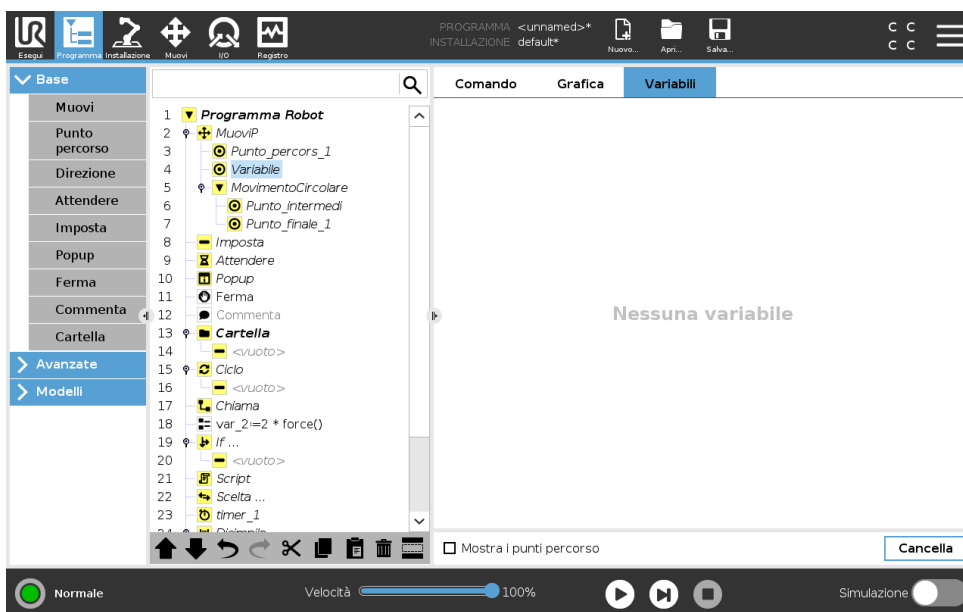 PROGRAMMA <unnamed>*
INSTALLAZIONE default*
C C
C C
Esegui Programma Installazione Muovi I/O Registro Nuovo... Apri... Salva...
Base
Muovi
Punto
percorso
Direzione
Attendere
Imposta
Popup
Ferma
Commenta
Cartella
Avanzate
Modelli
1 Programma Robot
2 MuoviP
3 Punto_percors_1
4 Variabile
5 MovimentoCircolare
6 Punto_intermedi
7 Punto_finale_1
8 Imposta
9 Attendere
10 Popup
11 Ferma
12 Commenta
13 Cartella
14 <vuoto>
15 Ciclo
16 <vuoto>
17 Chiama
18 var_2:=2 * force()
19 If ...
20 <vuoto>
21 Script
22 Scelta ...
23 timer_1
Comando Grafica Variabili
Nessuna variabile
Mostra i punti percorso
Cancella
Normale
Velocità 100%
Simulazione